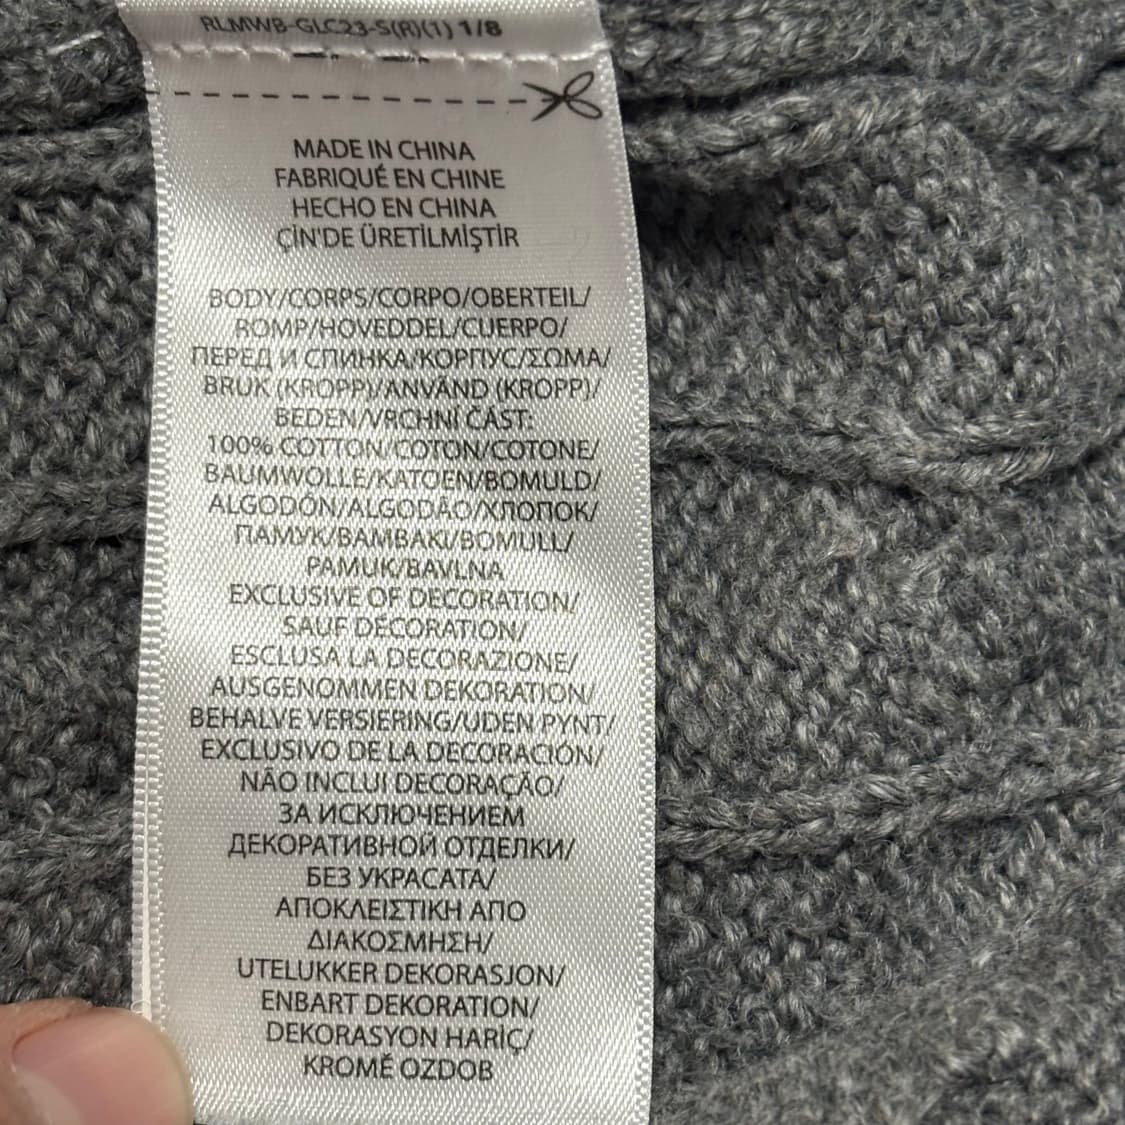 RLMWB-GLC23-S(R)(1) 1/8
MADE IN CHINA
FABRIQUÉ EN CHINE
HECHO EN CHINA
ÇİN'DE ÜRETİLMİŞTİR
BODY/CORPS/CORPO/OBERTEIL/
ROMP/HOVEDDEL/CUERPO/
ПЕРЕД И СПИНКА/КОРПУС/ΣΩΜΑ/
BRUK (KROPP)/ANVÄND (KROPP)/
BEDEN/VRCHNÍ ČÁST:
100% COTTON/COTON/COTONE/
BAUMWOLLE/KATOEN/BOMULD/
ALGODÓN/ALGODÃO/ХЛОПОК/
ПАМУК/ΒΑΜΒΑΚΙ/BOMULL/
PAMUK/BAVLNA
EXCLUSIVE OF DECORATION/
SAUF DECORATION/
ESCLUSA LA DECORAZIONE/
AUSGENOMMEN DEKORATION/
BEHALVE VERSIERING/UDEN PYNT/
EXCLUSIVO DE LA DECORACIÓN/
NÃO INCLUI DECORAÇÃO/
ЗА ИСКЛЮЧЕНИЕМ
ДЕКОРАТИВНОЙ ОТДЕЛКИ/
БЕЗ УКРАСАТА/
ΑΠΟΚΛΕΙΣΤΙΚΗ ΑΠΟ
ΔΙΑΚΟΣΜΗΣΗ/
UTELUKKER DEKORASJON/
ENBART DEKORATION/
DEKORASYON HARİÇ/
KROMÉ OZDOB